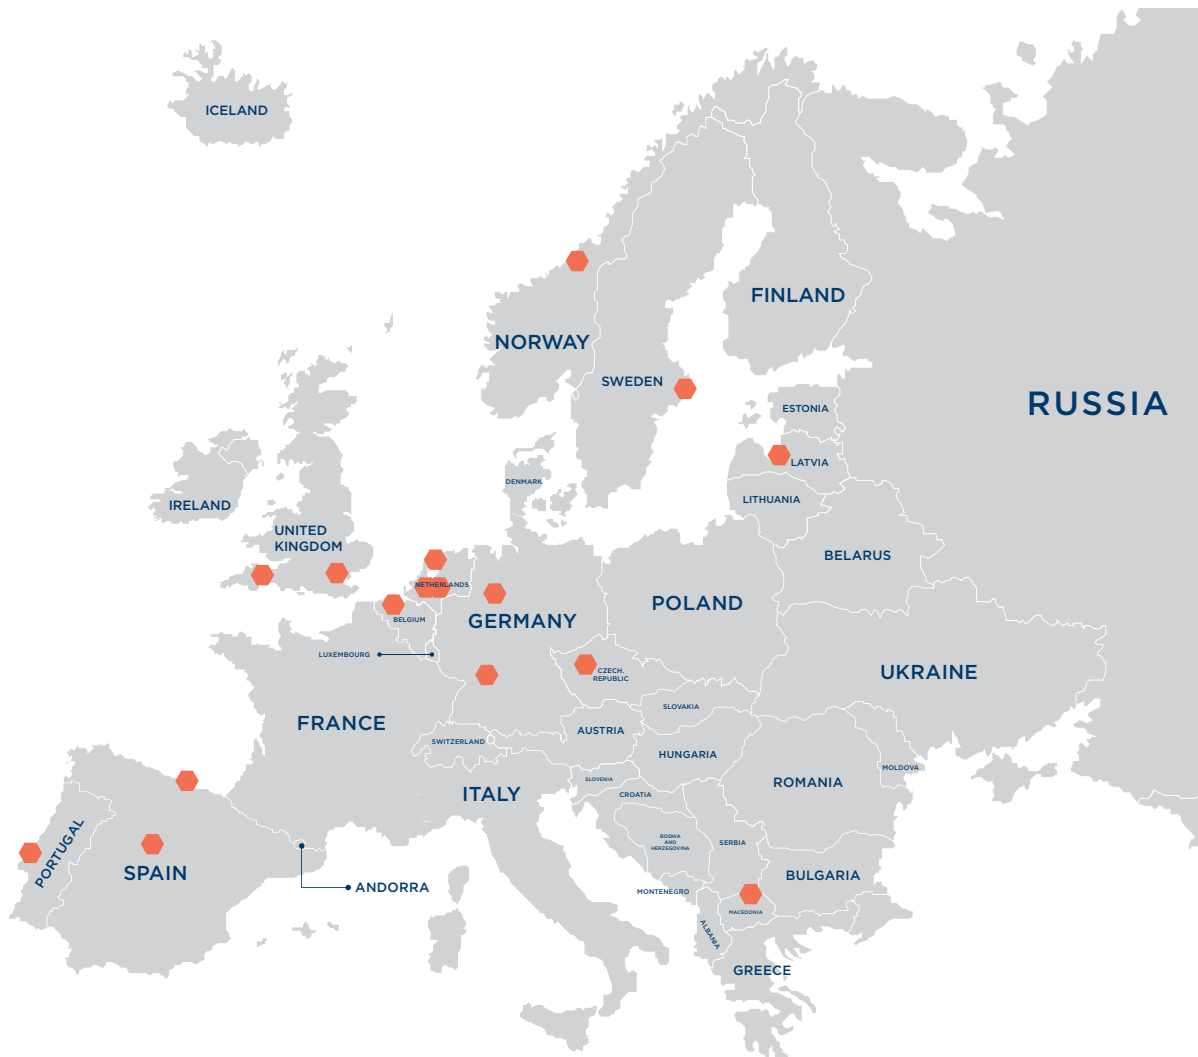 ICELAND
FINLAND
NORWAY
SWEDEN
RUSSIA
ESTONIA
LATVIA
DENMARK
LITHUANIA
IRELAND
UNITED
KINGDOM
BELARUS
NETHERLANDS
POLAND
BELGIUM
GERMANY
LUXEMBOURG
CZECH.
REPUBLIC
UKRAINE
SLOVAKIA
FRANCE
AUSTRIA
SWITZERLAND
HUNGARIA
MOLDOVA
SLOVENIA
ROMANIA
ITALY
CROATIA
BOSNIA
AND
HERZEGOVINA
SERBIA
PORTUGAL
SPAIN
BULGARIA
ANDORRA
MONTENEGRO
MACEDONIA
ALBANIA
GREECE